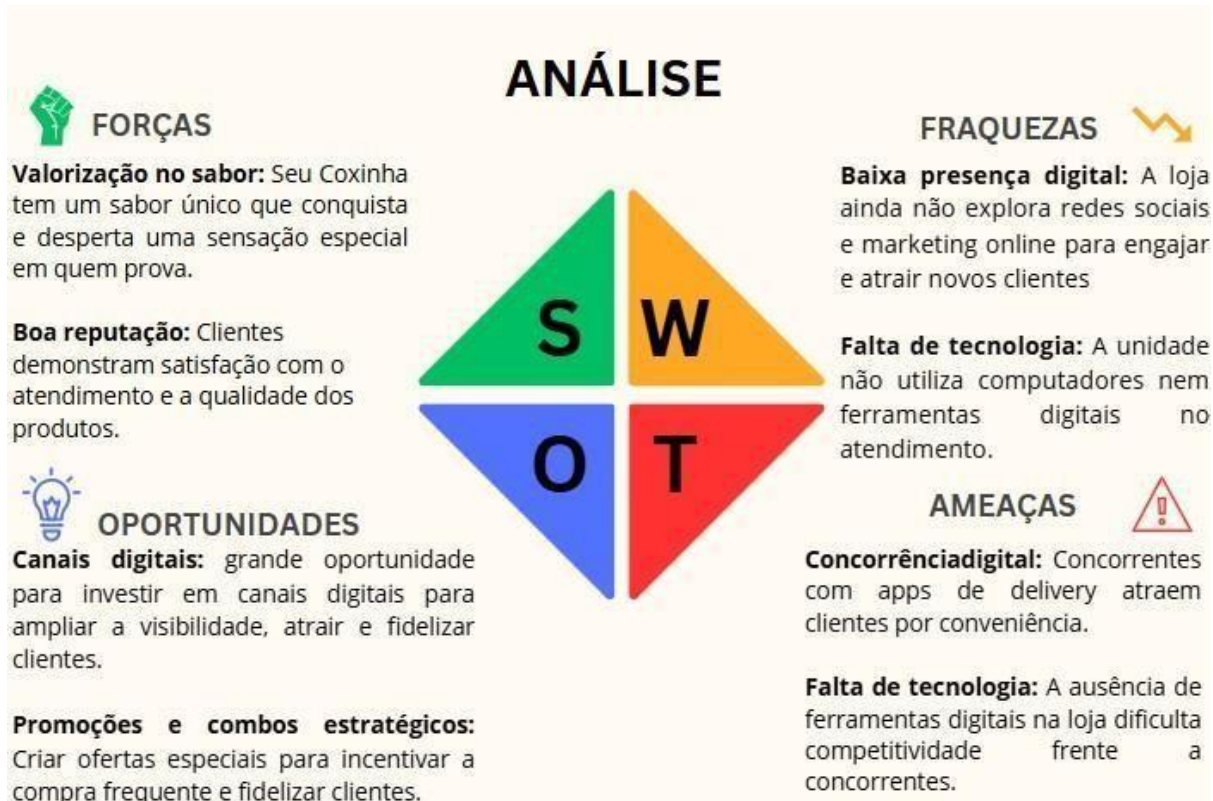 ANÁLISE
FORÇAS
Valorização no sabor: Seu Coxinha
tem um sabor único que conquista
e desperta uma sensação especial
em quem prova.
Boa reputação: Clientes
demonstram satisfação com o
atendimento e a qualidade dos
produtos.
FRAQUEZAS
Baixa presença digital: A loja
ainda não explora redes sociais
e marketing online para engajar
e atrair novos clientes
Falta de tecnologia: A unidade
não utiliza computadores nem
ferramentas digitais no
atendimento.
S W
O T
OPORTUNIDADES
Canais digitais: grande oportunidade
para investir em canais digitais para
ampliar a visibilidade, atrair e fidelizar
clientes.
Promoções e combos estratégicos:
Criar ofertas especiais para incentivar a
compra frequente e fidelizar clientes.
AMEAÇAS
Concorrênciadigital: Concorrentes
com apps de delivery atraem
clientes por conveniência.
Falta de tecnologia: A ausência de
ferramentas digitais na loja dificulta
competitividade frente a
concorrentes.